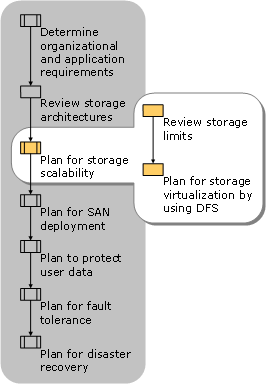 Determine
organizational
and application
requirements
Review storage
architectures
Plan for storage
scalability
Review storage
limits
Plan for storage
virtualization by
using DFS
Plan for SAN
deployment
Plan to protect
user data
Plan for fault
tolerance
Plan for disaster
recovery